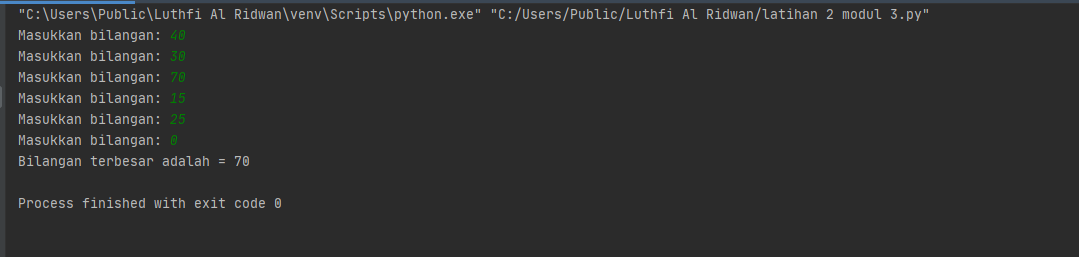 "C:\Users\Public\Luthfi Al Ridwan\venv\Scripts\python.exe" "C:/Users/Public/Luthfi Al Ridwan/latihan 2 modul 3.py"
Masukkan bilangan: 40
Masukkan bilangan: 30
Masukkan bilangan: 70
Masukkan bilangan: 15
Masukkan bilangan: 25
Masukkan bilangan: 0
Bilangan terbesar adalah = 70
Process finished with exit code 0